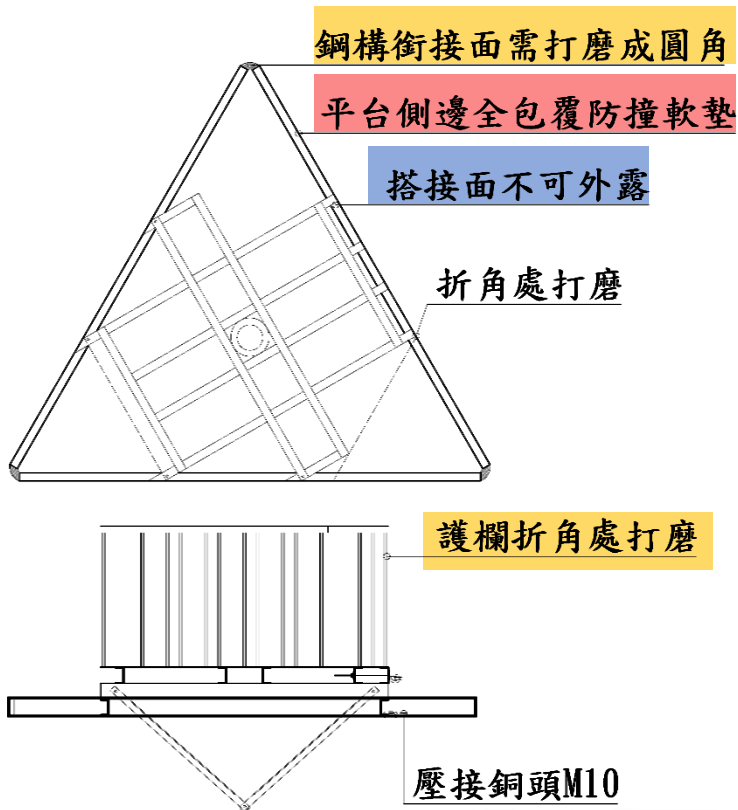 鋼構銜接面需打磨成圓角
平台側邊全包覆防撞軟墊
搭接面不可外露
折角處打磨
護欄折角處打磨
壓接銅頭M10